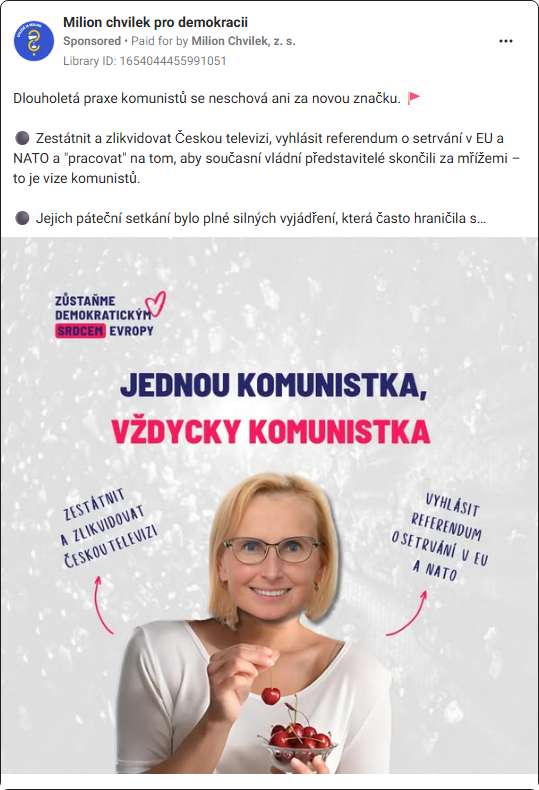 Milion chvilek pro demokracii
Sponsored • Paid for by Milion Chvilek, z. s.
Library ID: 1654044455991051
Dlouholetá praxe komunistů se neschová ani za novou značku. 🚩
🌑 Zestátnit a zlikvidovat Českou televizi, vyhlásit referendum o setrvání v EU a
NATO a "pracovat" na tom, aby současní vládní představitelé skončili za mřížemi –
to je vize komunistů.
🌑 Jejich páteční setkání bylo plné silných vyjádření, která často hraničila s...
ZŮSTAŇME
DEMOKRATICKÝM
SRDCEM EVROPY
JEDNOU KOMUNISTKA,
VŽDYCKY KOMUNISTKA
ZESTÁTNIT
A ZLIKVIDOVAT
ČESKOU TELEVIZI
VYHLÁSIT
REFERENDUM
O SETRVÁNÍ V EU
A NATO